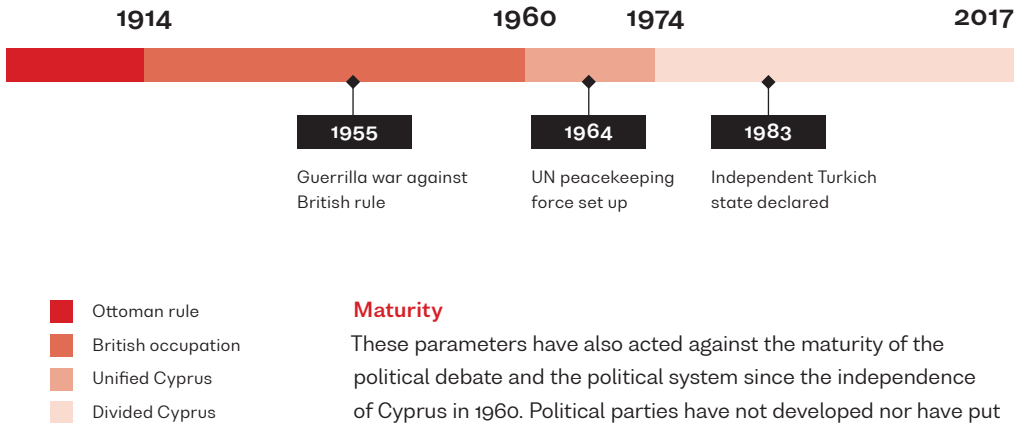 1914 1960 1974 2017
1955 1964 1983
Guerrilla war against
British rule
UN peacekeeping
force set up
Independent Turkich
state declared
Ottoman rule
British occupation
Unified Cyprus
Divided Cyprus
Maturity
These parameters have also acted against the maturity of the
political debate and the political system since the independence
of Cyprus in 1960. Political parties have not developed nor have put